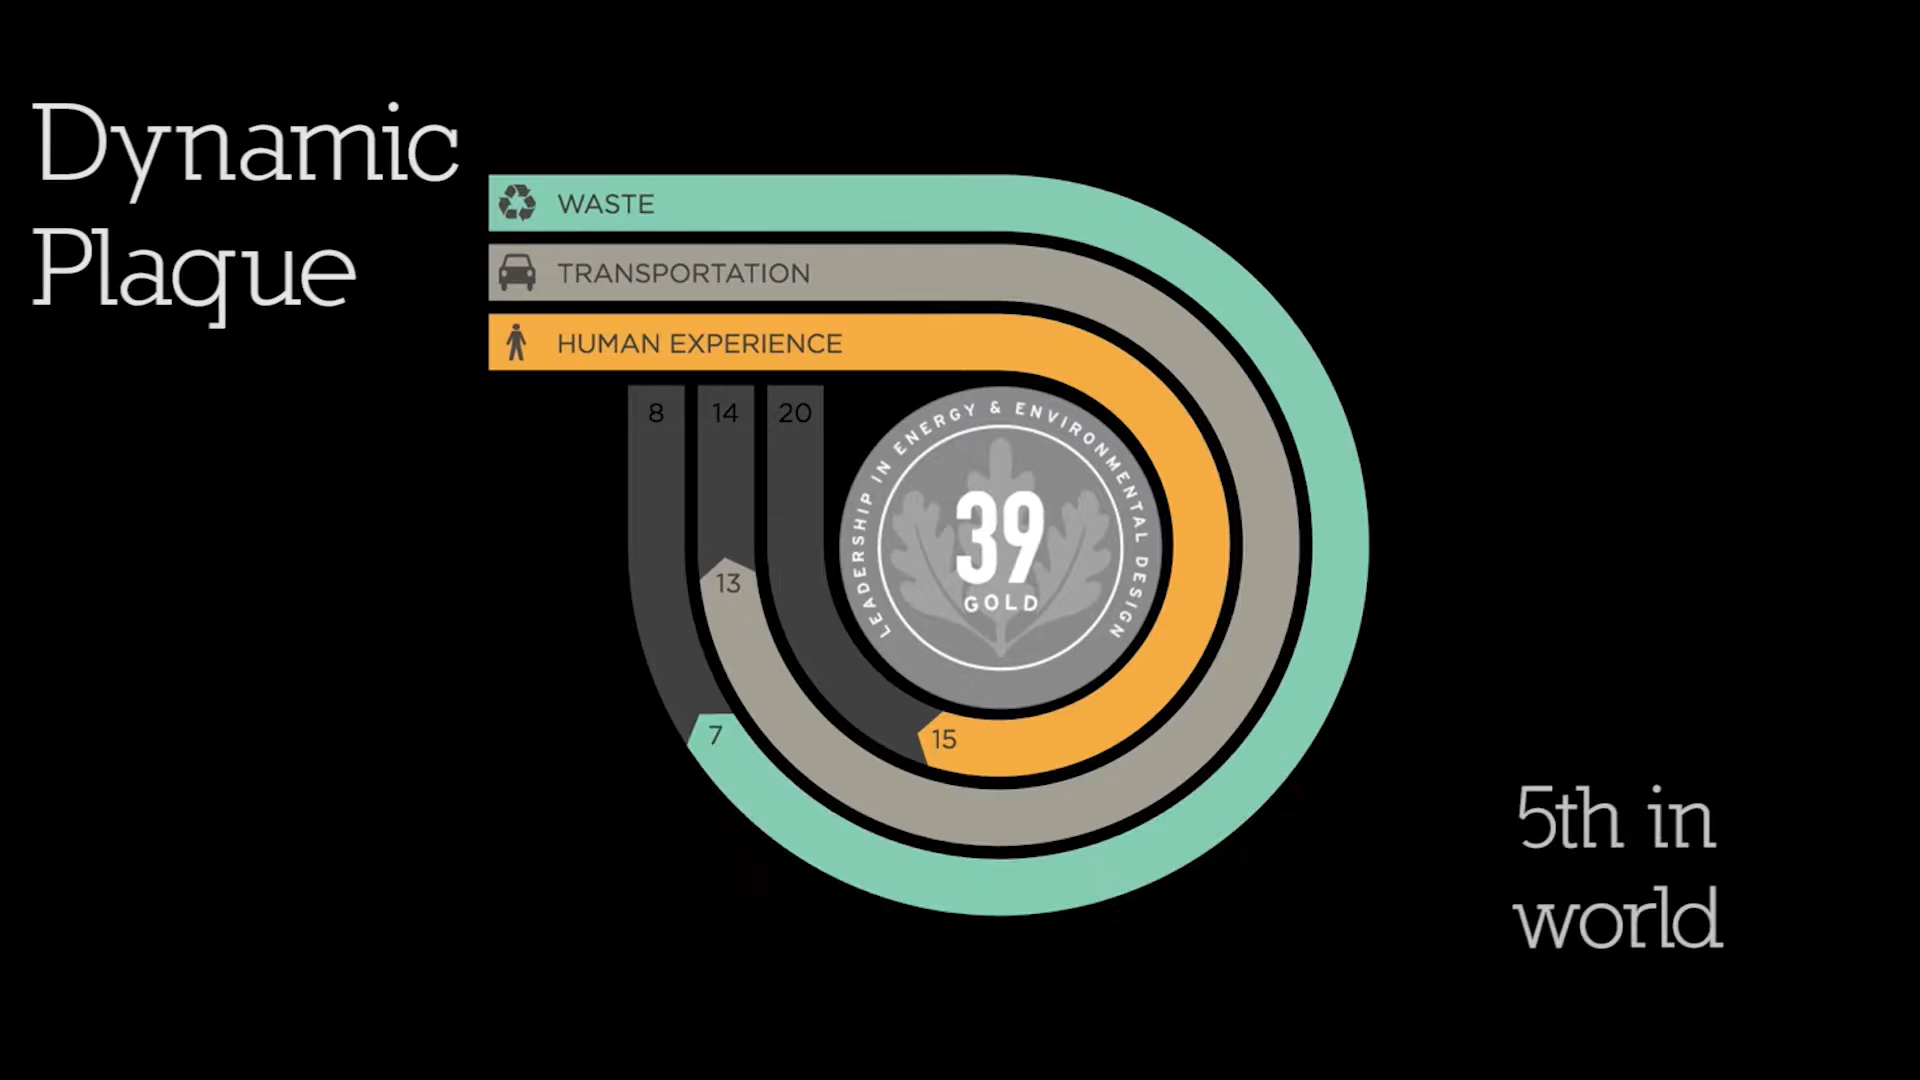 Dynamic
Plaque
WASTE
TRANSPORTATION
HUMAN EXPERIENCE
8 14 20
LEADERSHIP IN ENERGY & ENVIRONMENTAL DESIGN
39
GOLD
13
7
15
5th in
world